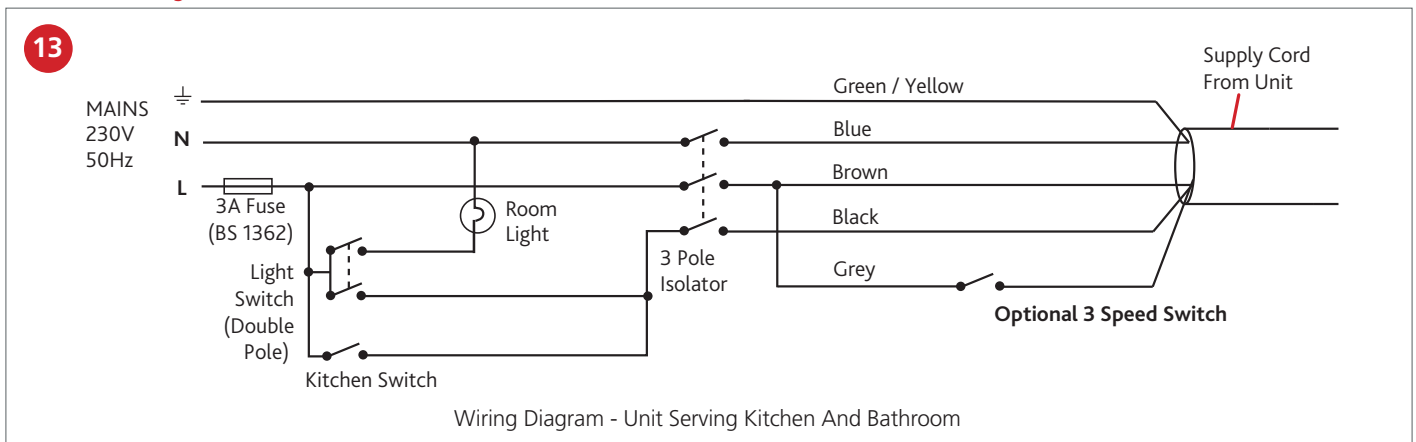 13
MAINS
230V
50Hz
N
L
3A Fuse
(BS 1362)
Light
Switch
(Double
Pole)
Kitchen Switch
Room
Light
3 Pole
Isolator
Green / Yellow
Blue
Brown
Black
Grey
Optional 3 Speed Switch
Supply Cord
From Unit
Wiring Diagram - Unit Serving Kitchen And Bathroom